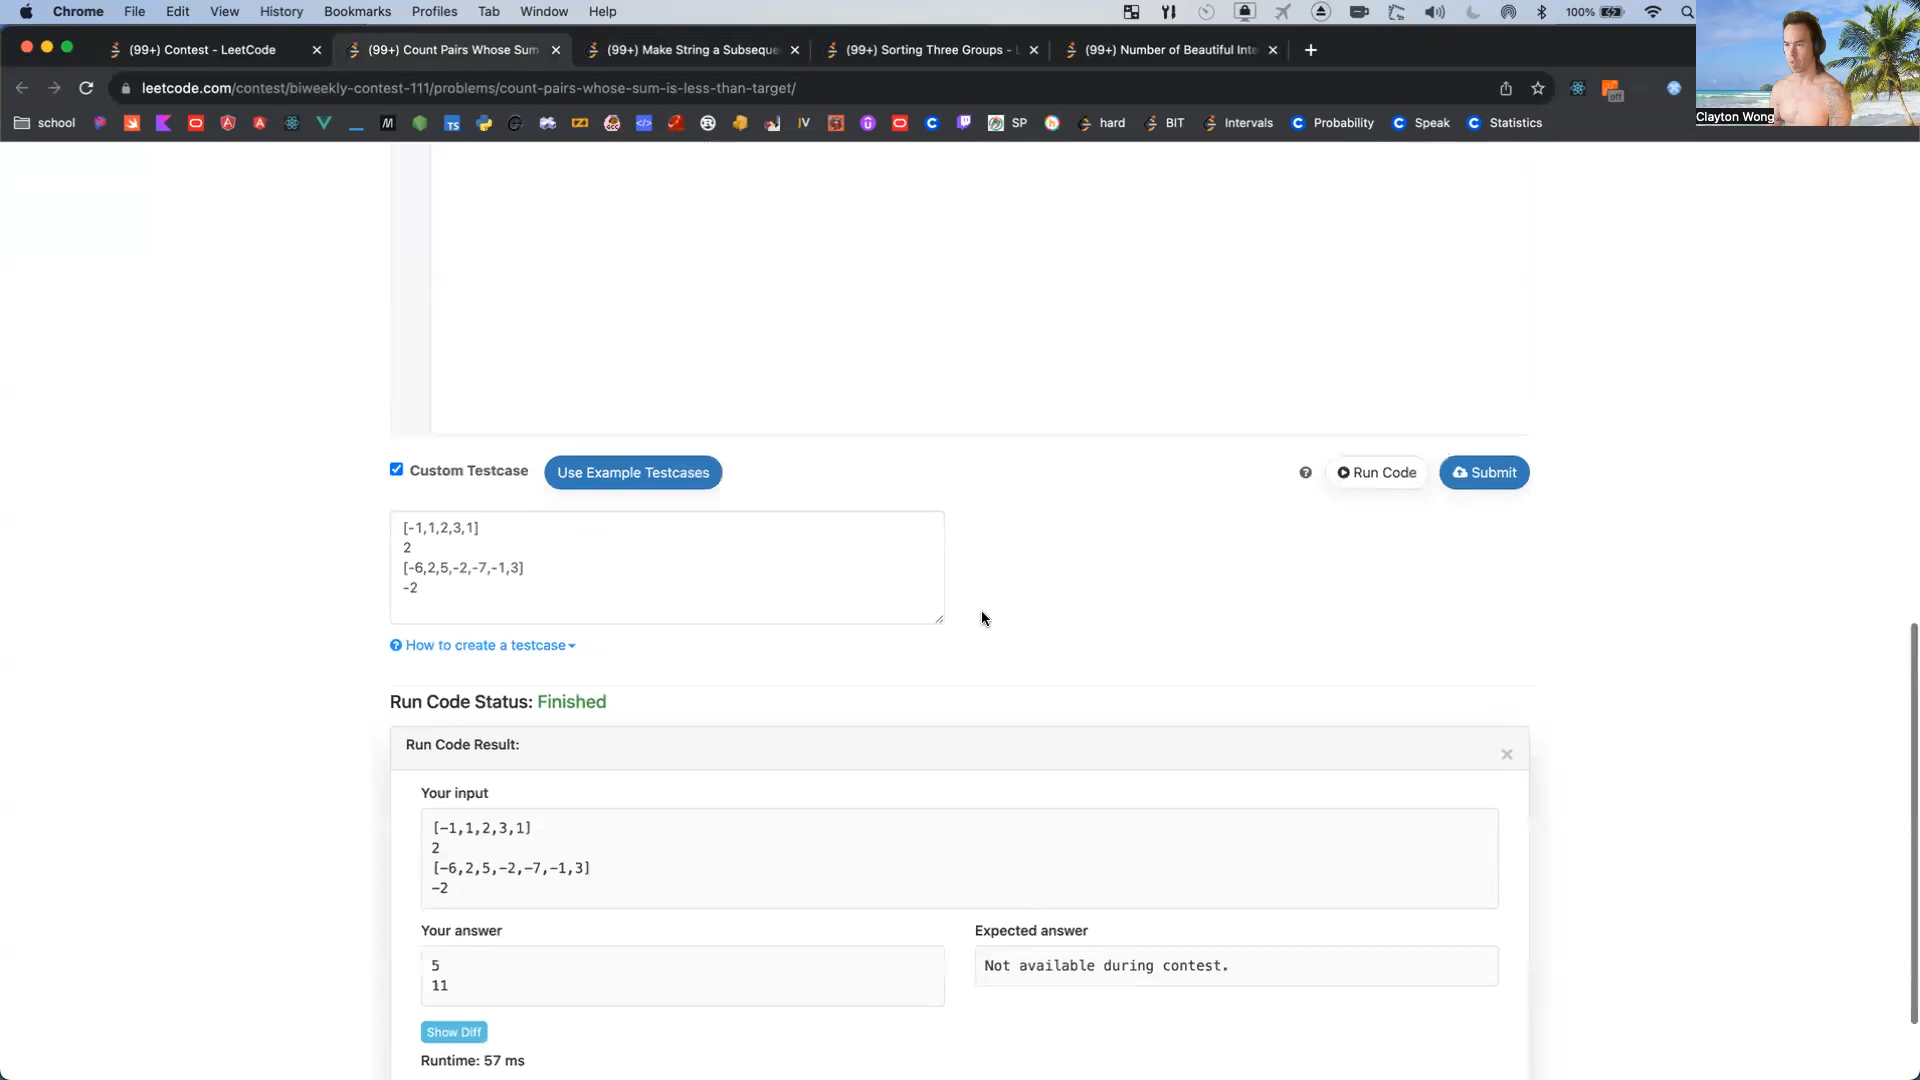 Chrome File Edit View History Bookmarks Profiles Tab Window Help 100%
(99+) Contest - LeetCode (99+) Count Pairs Whose Sum (99+) Make String a Subseque (99+) Sorting Three Groups - L (99+) Number of Beautiful Inte
leetcode.com/contest/biweekly-contest-111/problems/count-pairs-whose-sum-is-less-than-target/ off
Clayton Wong
school M TS IV SP hard BIT Intervals Probability Speak Statistics
Custom Testcase Use Example Testcases Run Code Submit
[-1,1,2,3,1]
2
[-6,2,5,-2,-7,-1,3]
-2
How to create a testcase
Run Code Status: Finished
Run Code Result:
Your input
[-1,1,2,3,1]
2
[-6,2,5,-2,-7,-1,3]
-2
Your answer Expected answer
5 Not available during contest.
11
Show Diff
Runtime: 57 ms